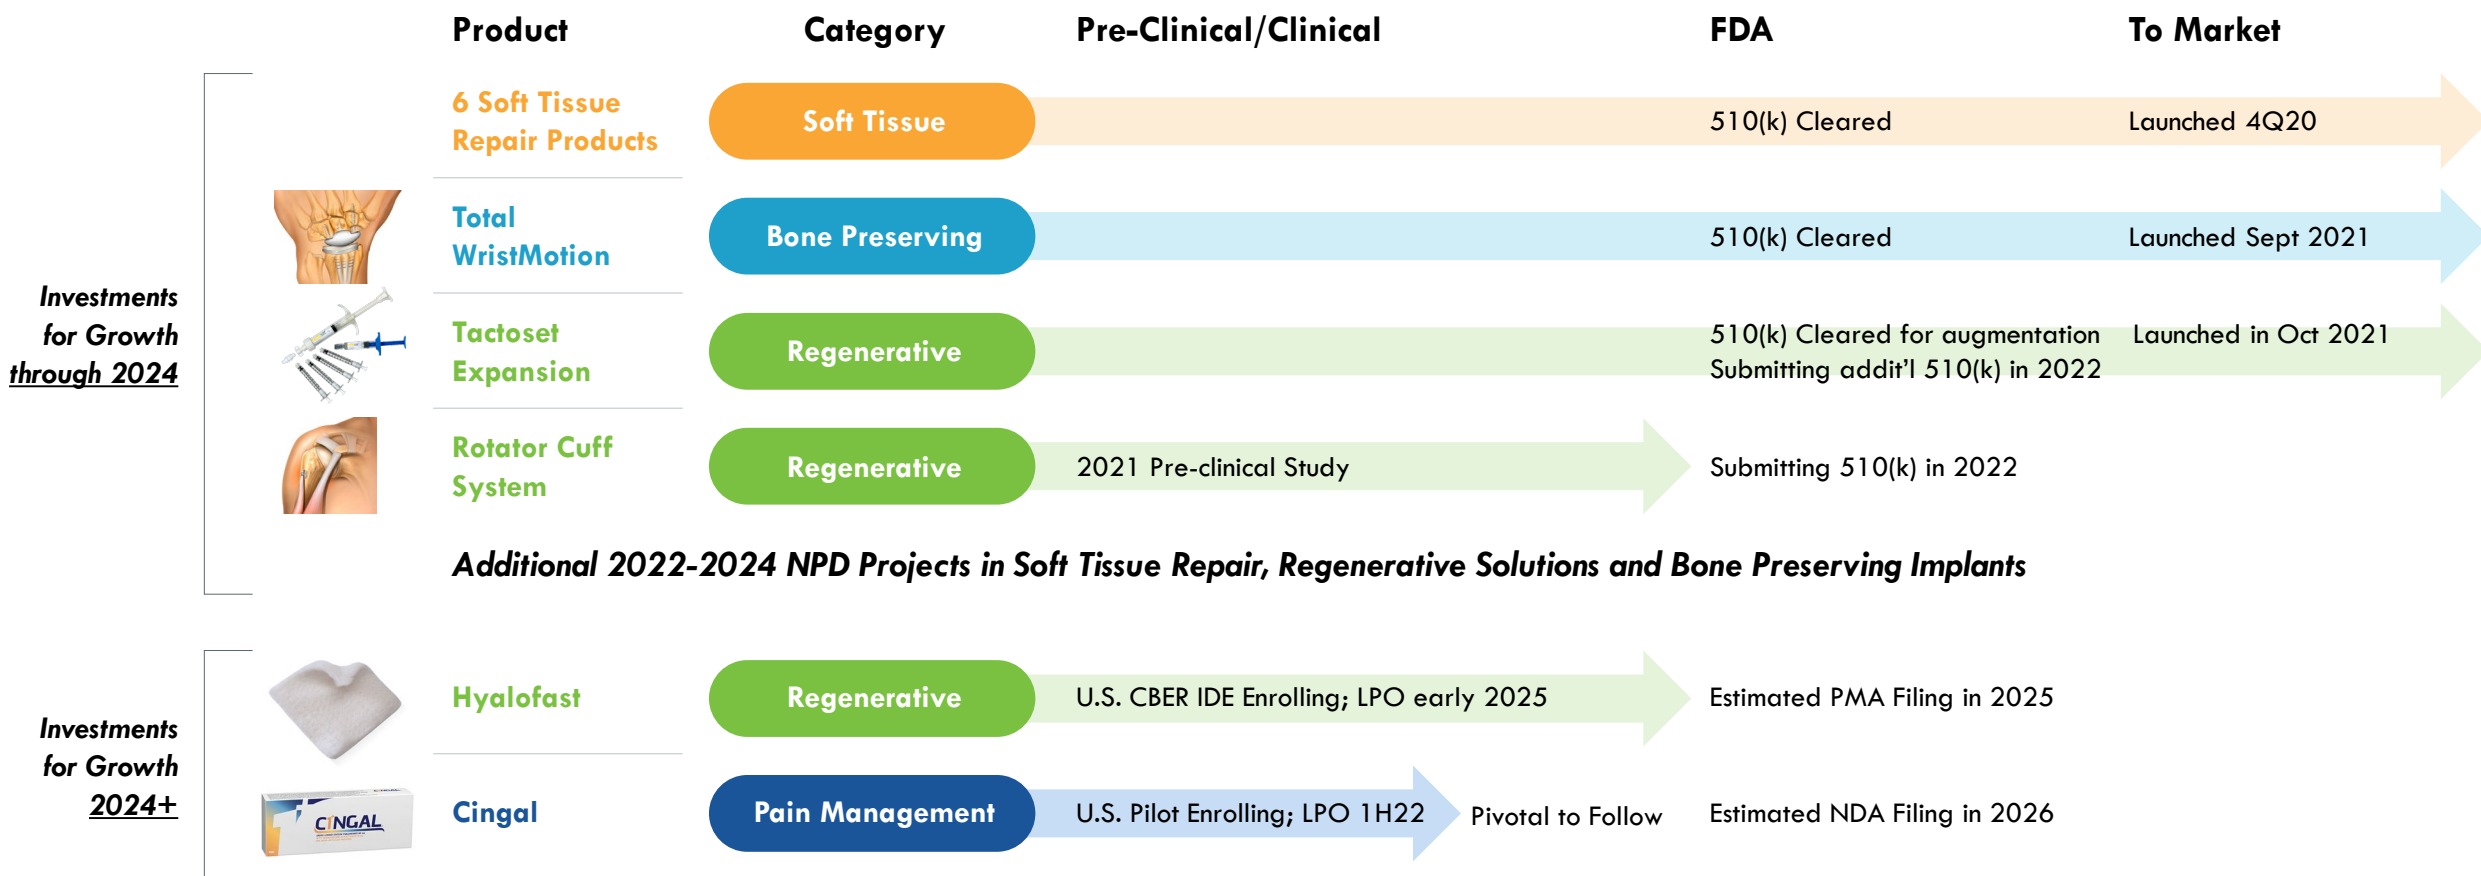 Product Category Pre-Clinical/Clinical FDA To Market
Investments
for Growth
through 2024
6 Soft Tissue
Repair Products
Soft Tissue
510(k) Cleared
Launched 4Q20
Total
WristMotion
Bone Preserving
510(k) Cleared
Launched Sept 2021
Tactoset
Expansion
Regenerative
510(k) Cleared for augmentation
Submitting addit’l 510(k) in 2022
Launched in Oct 2021
Rotator Cuff
System
Regenerative
2021 Pre-clinical Study
Submitting 510(k) in 2022
Additional 2022-2024 NPD Projects in Soft Tissue Repair, Regenerative Solutions and Bone Preserving Implants
Investments
for Growth
2024+
Hyalofast
Regenerative
U.S. CBER IDE Enrolling; LPO early 2025
Estimated PMA Filing in 2025
CINGAL
Cingal
Pain Management
U.S. Pilot Enrolling; LPO 1H22
Pivotal to Follow
Estimated NDA Filing in 2026